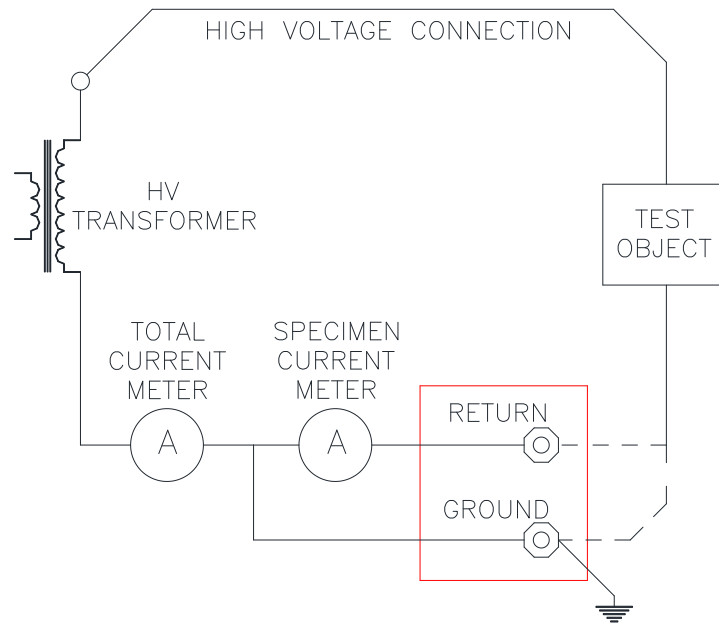 HIGH VOLTAGE CONNECTION
HV
TRANSFORMER
TEST
OBJECT
TOTAL
CURRENT
METER
A
SPECIMEN
CURRENT
METER
A
RETURN
GROUND